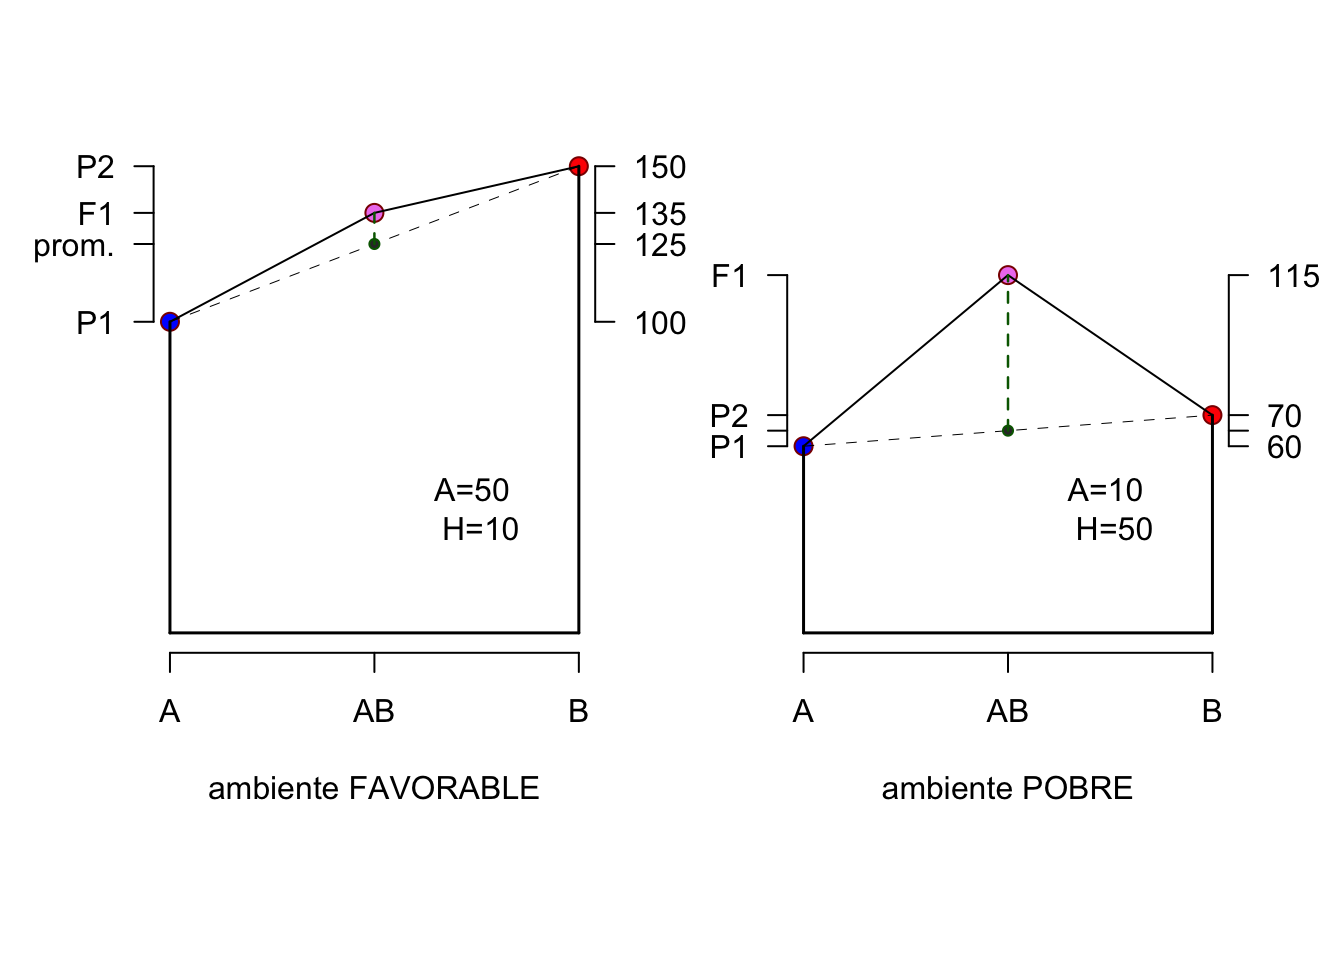 P2
F1
prom.
P1
150
135
125
100
A=50
H=10
A
AB
B
ambiente FAVORABLE
F1
P2
P1
115
70
60
A=10
H=50
A
AB
B
ambiente POBRE